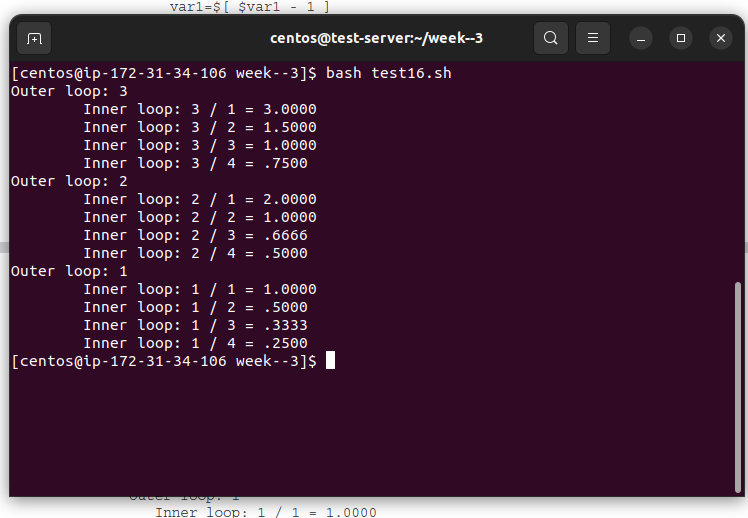 var1=$[ $var1 - 1 ]
centos@test-server:~/week--3
[centos@ip-172-31-34-106 week--3]$ bash test16.sh
Outer loop: 3
Inner loop: 3 / 1 = 3.0000
Inner loop: 3 / 2 = 1.5000
Inner loop: 3 / 3 = 1.0000
Inner loop: 3 / 4 = .7500
Outer loop: 2
Inner loop: 2 / 1 = 2.0000
Inner loop: 2 / 2 = 1.0000
Inner loop: 2 / 3 = .6666
Inner loop: 2 / 4 = .5000
Outer loop: 1
Inner loop: 1 / 1 = 1.0000
Inner loop: 1 / 2 = .5000
Inner loop: 1 / 3 = .3333
Inner loop: 1 / 4 = .2500
[centos@ip-172-31-34-106 week--3]$
Outer loop: 1
Inner loop: 1 / 1 = 1.0000